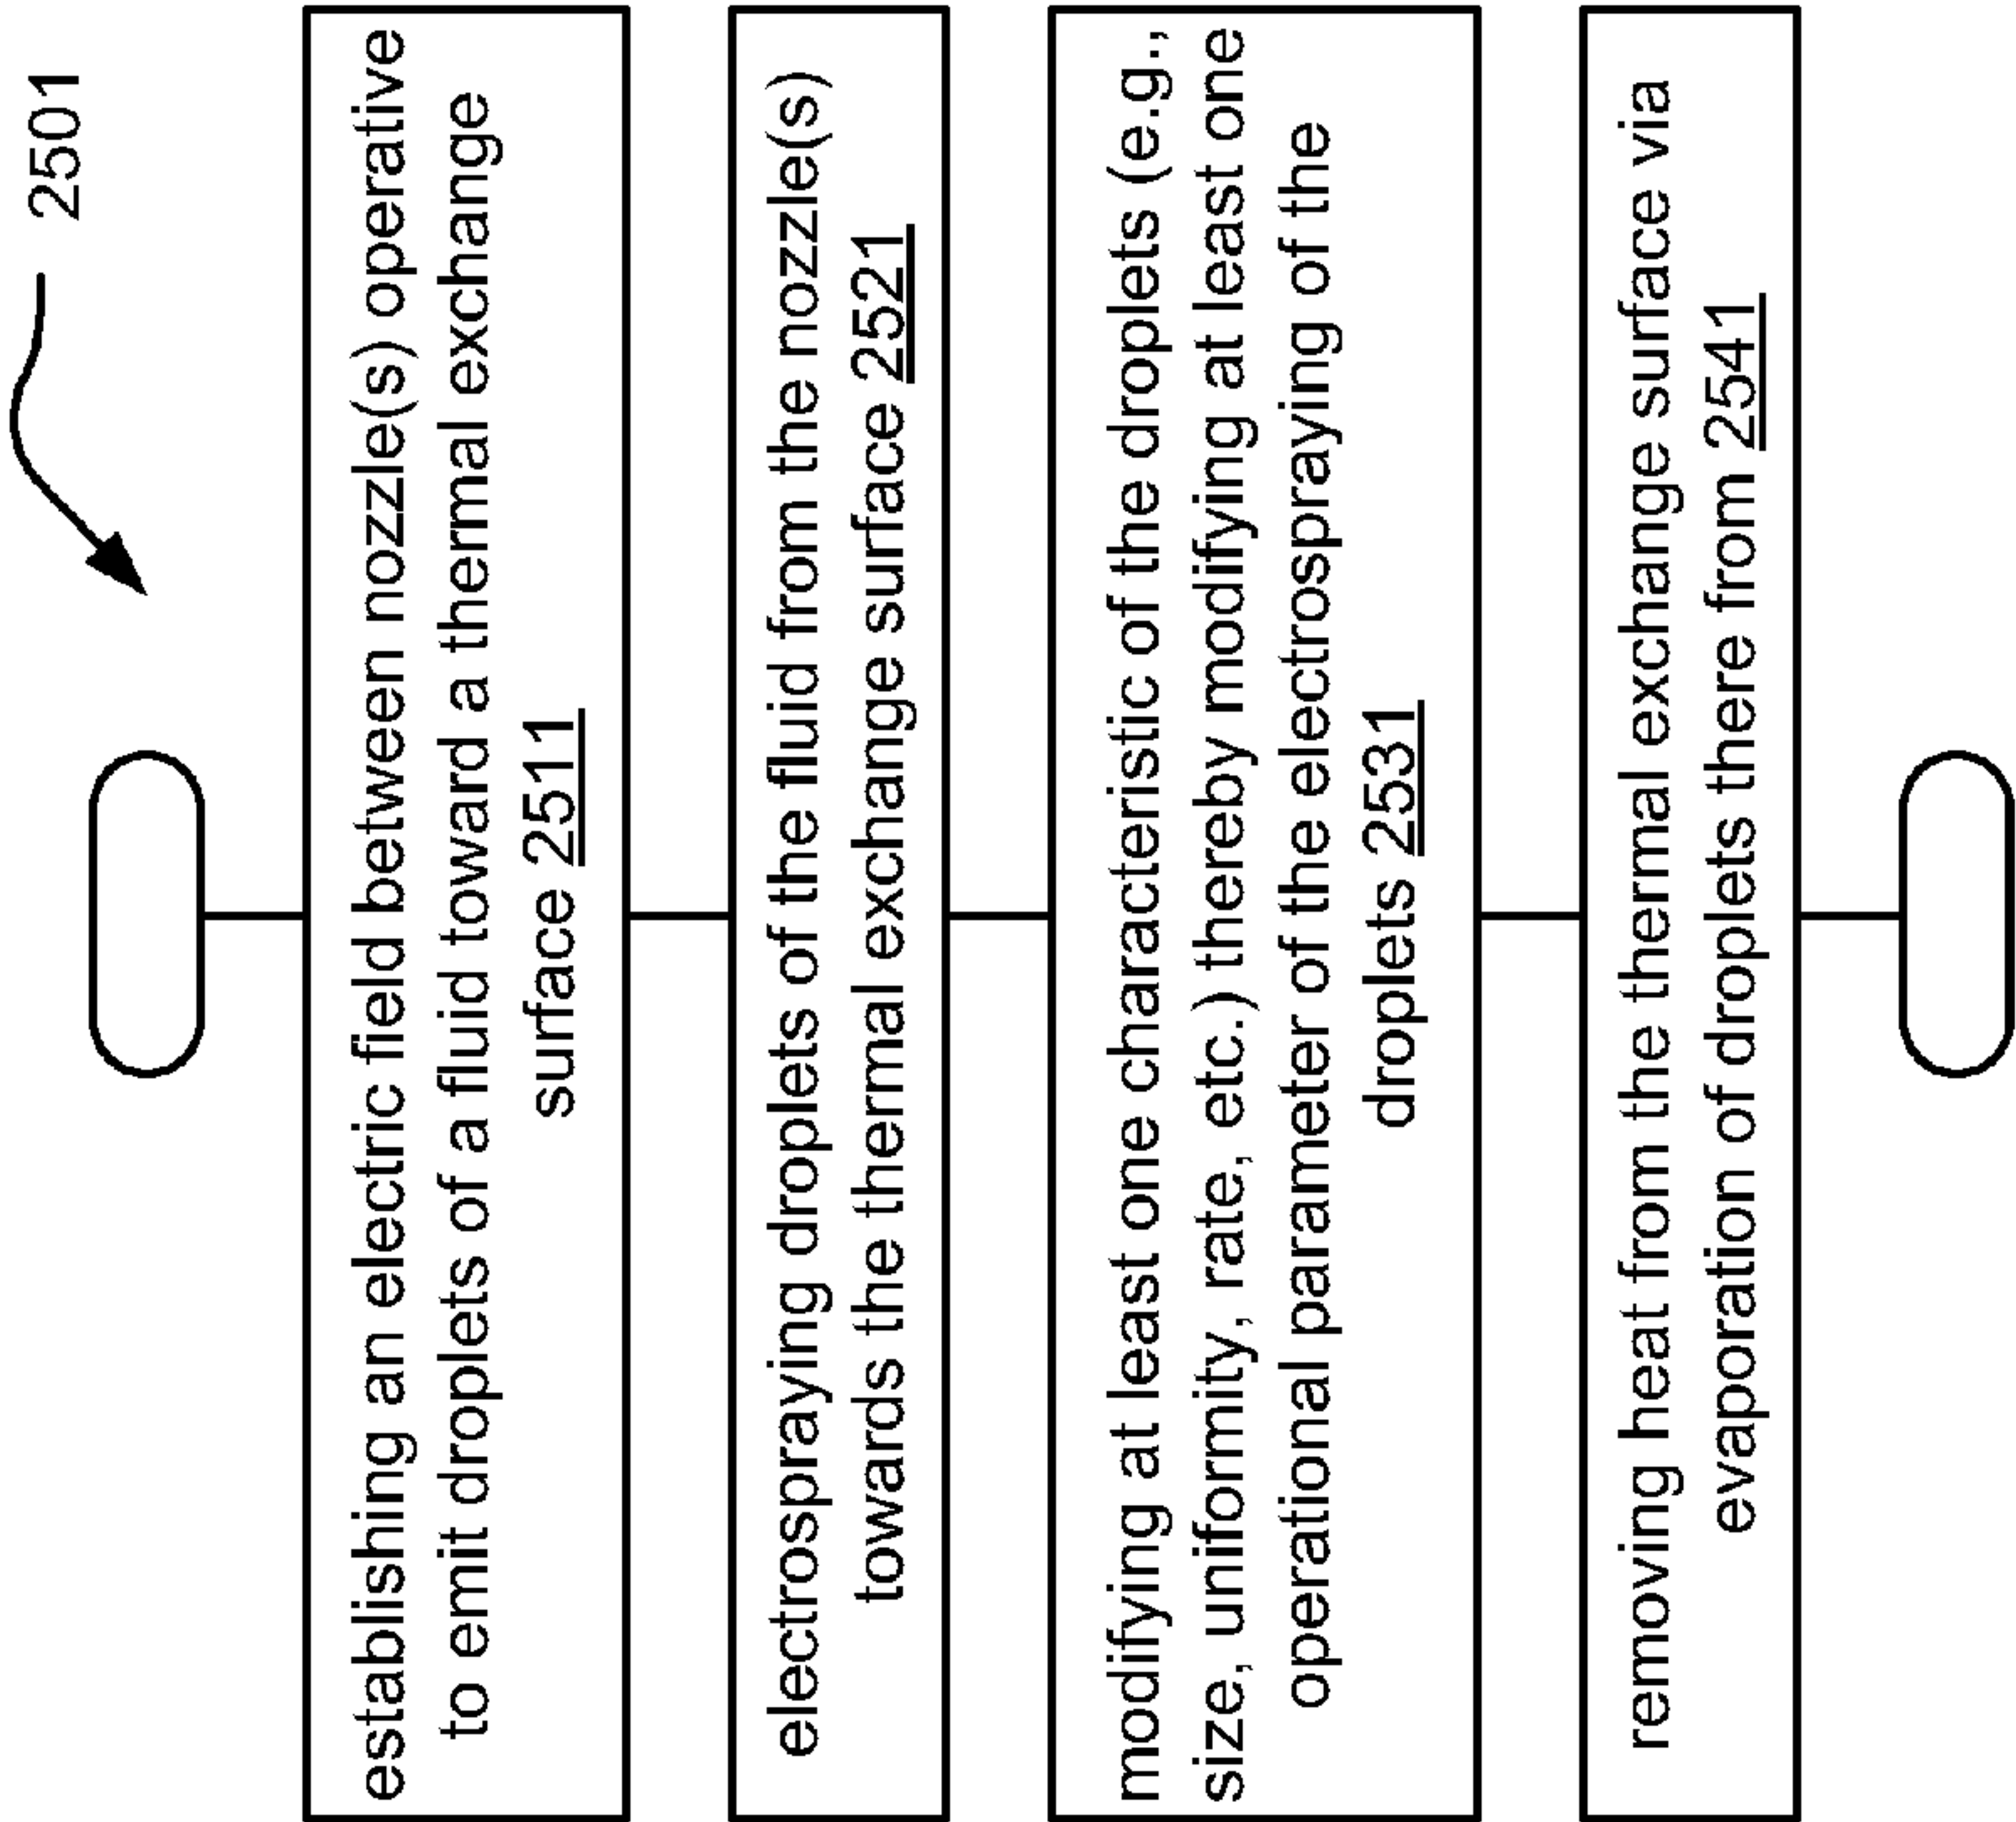 2501
establishing an electric field between nozzle(s) operative
to emit droplets of a fluid toward a thermal exchange
surface 2511
electrospraying droplets of the fluid from the nozzle(s)
towards the thermal exchange surface 2521
modifying at least one characteristic of the droplets (e.g.,
size, uniformity, rate, etc.) thereby modifying at least one
operational parameter of the electrospraying of the
droplets 2531
removing heat from the thermal exchange surface via
evaporation of droplets there from 2541